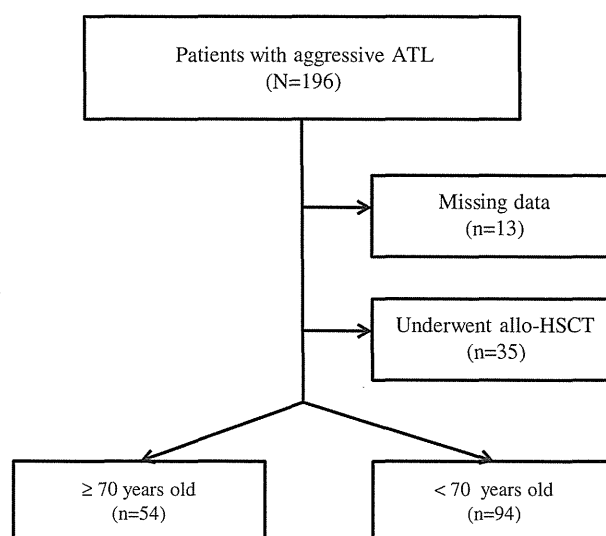 Patients with aggressive ATL
(N=196)
Missing data
(n=13)
Underwent allo-HSCT
(n=35)
≥ 70 years old
(n=54)
< 70 years old
(n=94)